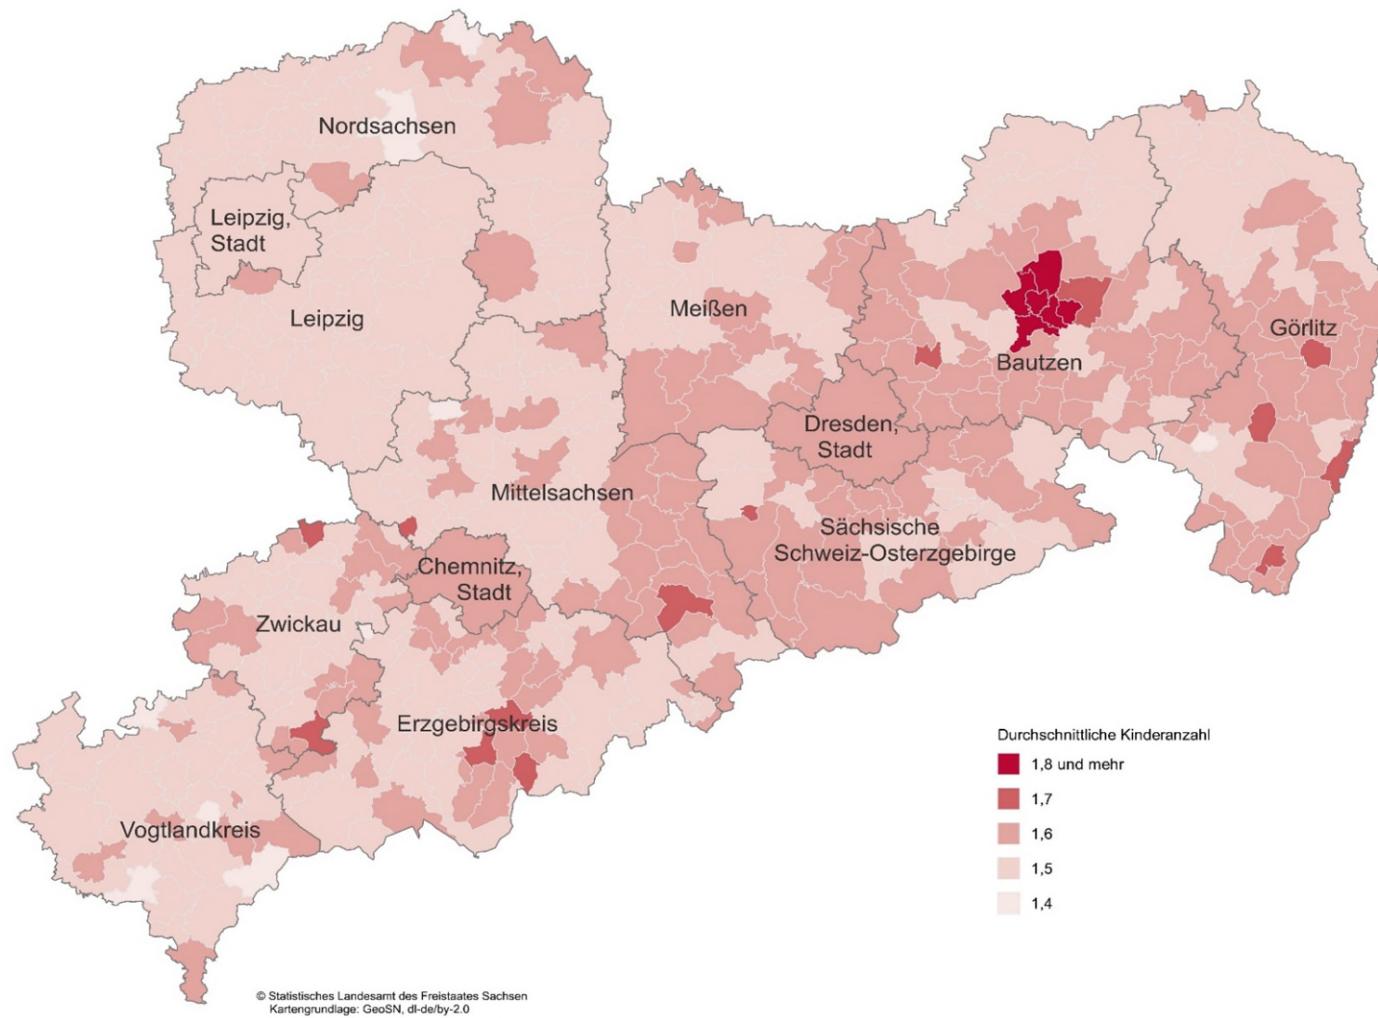 Nordsachsen
Leipzig,
Stadt
Leipzig
Meißen
Görlitz
Bautzen
Dresden,
Stadt
Mittelsachsen
Sächsische
Schweiz-Osterzgebirge
Chemnitz,
Stadt
Zwickau
Erzgebirgskreis
Vogtlandkreis
Durchschnittliche Kinderanzahl
1,8 und mehr
1,7
1,6
1,5
1,4
© Statistisches Landesamt des Freistaates Sachsen
Kartengrundlage: GeoSN, dl-de/by-2.0